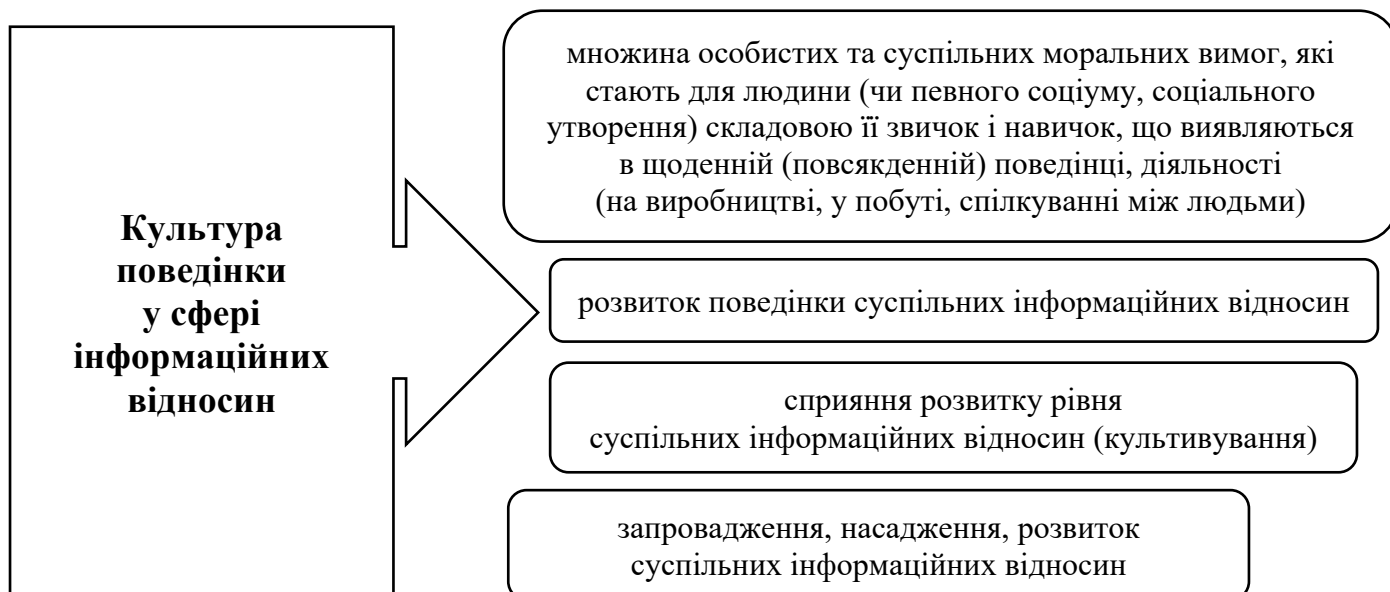 Культура
поведінки
у сфері
інформаційних
відносин
множина особистих та суспільних моральних вимог, які
стають для людини (чи певного соціуму, соціального
утворення) складовою її звичок і навичок, що виявляються
в щоденній (повсякденній) поведінці, діяльності
(на виробництві, у побуті, спілкуванні між людьми)
розвиток поведінки суспільних інформаційних відносин
сприяння розвитку рівня
суспільних інформаційних відносин (культивування)
запровадження, насадження, розвиток
суспільних інформаційних відносин